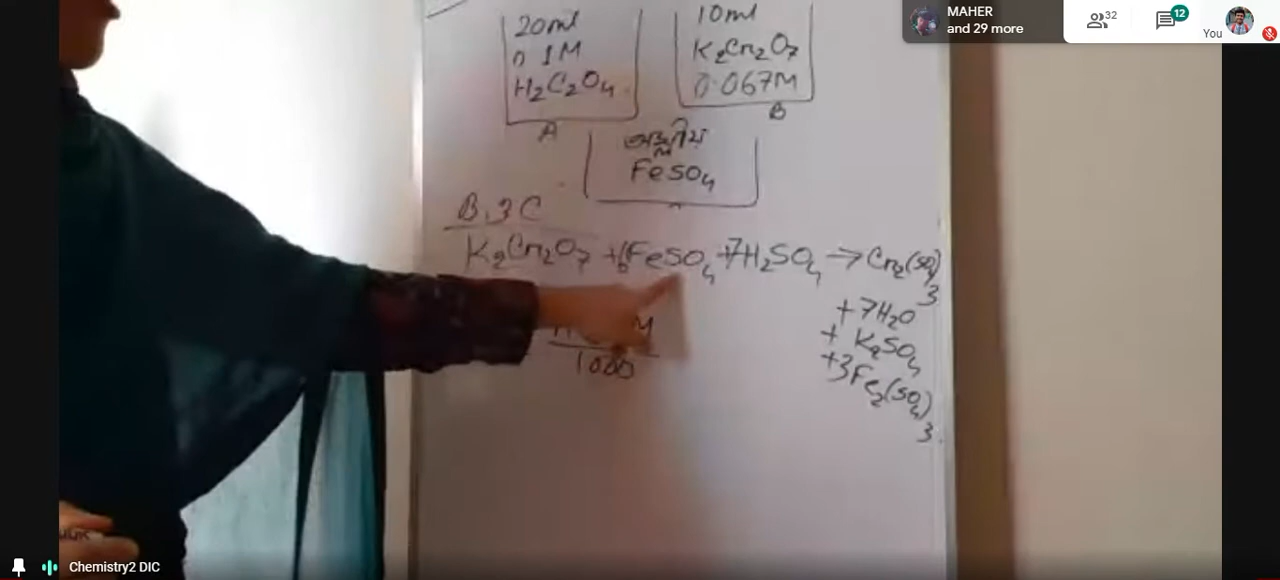 MAHER
and 29 more
32
12
You
20ml
0.1M
H2C2O4
A
10ml
K2Cr2O7
0.067M
B
অম্লীয়
FeSO4
B ও C
K2Cr2O7 + 6FeSO4 + 7H2SO4 → Cr2(SO4)3
+ 7H2O
+ K2SO4
+ 3Fe2(SO4)3
M
1000
Chemistry2 DIC